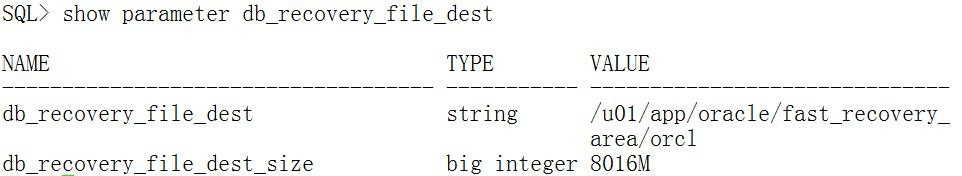 SQL> show parameter db_recovery_file_dest
NAME                                 TYPE        VALUE
------------------------------------ ----------- ------------------------------
db_recovery_file_dest                string      /u01/app/oracle/fast_recovery_
                                                 area/orcl
db_recovery_file_dest_size           big integer 8016M